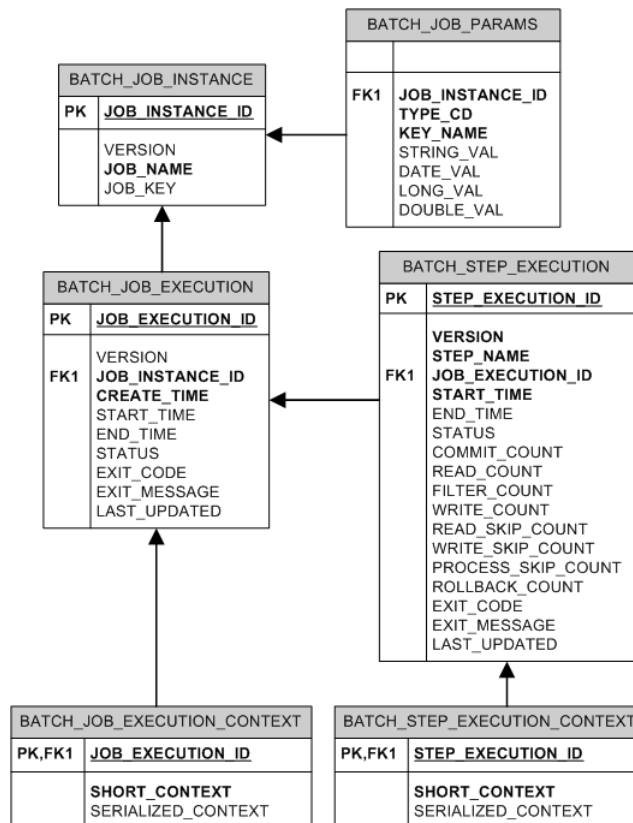 BATCH_JOB_PARAMS
FK1 JOB_INSTANCE_ID
TYPE_CD
KEY_NAME
STRING_VAL
DATE_VAL
LONG_VAL
DOUBLE_VAL
BATCH_JOB_INSTANCE
PK JOB_INSTANCE_ID
VERSION
JOB_NAME
JOB_KEY
BATCH_JOB_EXECUTION
PK JOB_EXECUTION_ID
VERSION
FK1 JOB_INSTANCE_ID
CREATE_TIME
START_TIME
END_TIME
STATUS
EXIT_CODE
EXIT_MESSAGE
LAST_UPDATED
BATCH_STEP_EXECUTION
PK STEP_EXECUTION_ID
VERSION
STEP_NAME
FK1 JOB_EXECUTION_ID
START_TIME
END_TIME
STATUS
COMMIT_COUNT
READ_COUNT
FILTER_COUNT
WRITE_COUNT
READ_SKIP_COUNT
WRITE_SKIP_COUNT
PROCESS_SKIP_COUNT
ROLLBACK_COUNT
EXIT_CODE
EXIT_MESSAGE
LAST_UPDATED
BATCH_JOB_EXECUTION_CONTEXT
PK,FK1 JOB_EXECUTION_ID
SHORT_CONTEXT
SERIALIZED_CONTEXT
BATCH_STEP_EXECUTION_CONTEXT
PK,FK1 STEP_EXECUTION_ID
SHORT_CONTEXT
SERIALIZED_CONTEXT